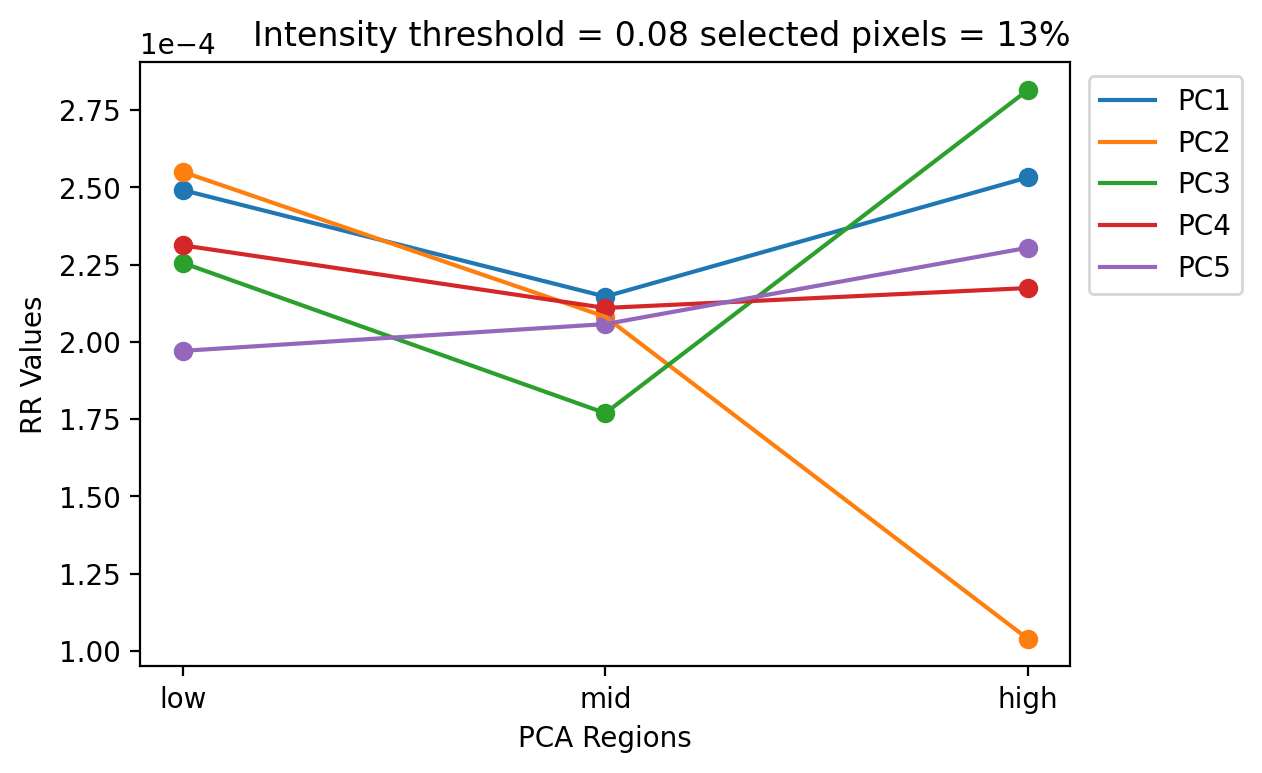 1e−4
Intensity threshold = 0.08 selected pixels = 13%
2.75
2.50
2.25
2.00
1.75
1.50
1.25
1.00
RR Values
low
mid
high
PCA Regions
PC1
PC2
PC3
PC4
PC5